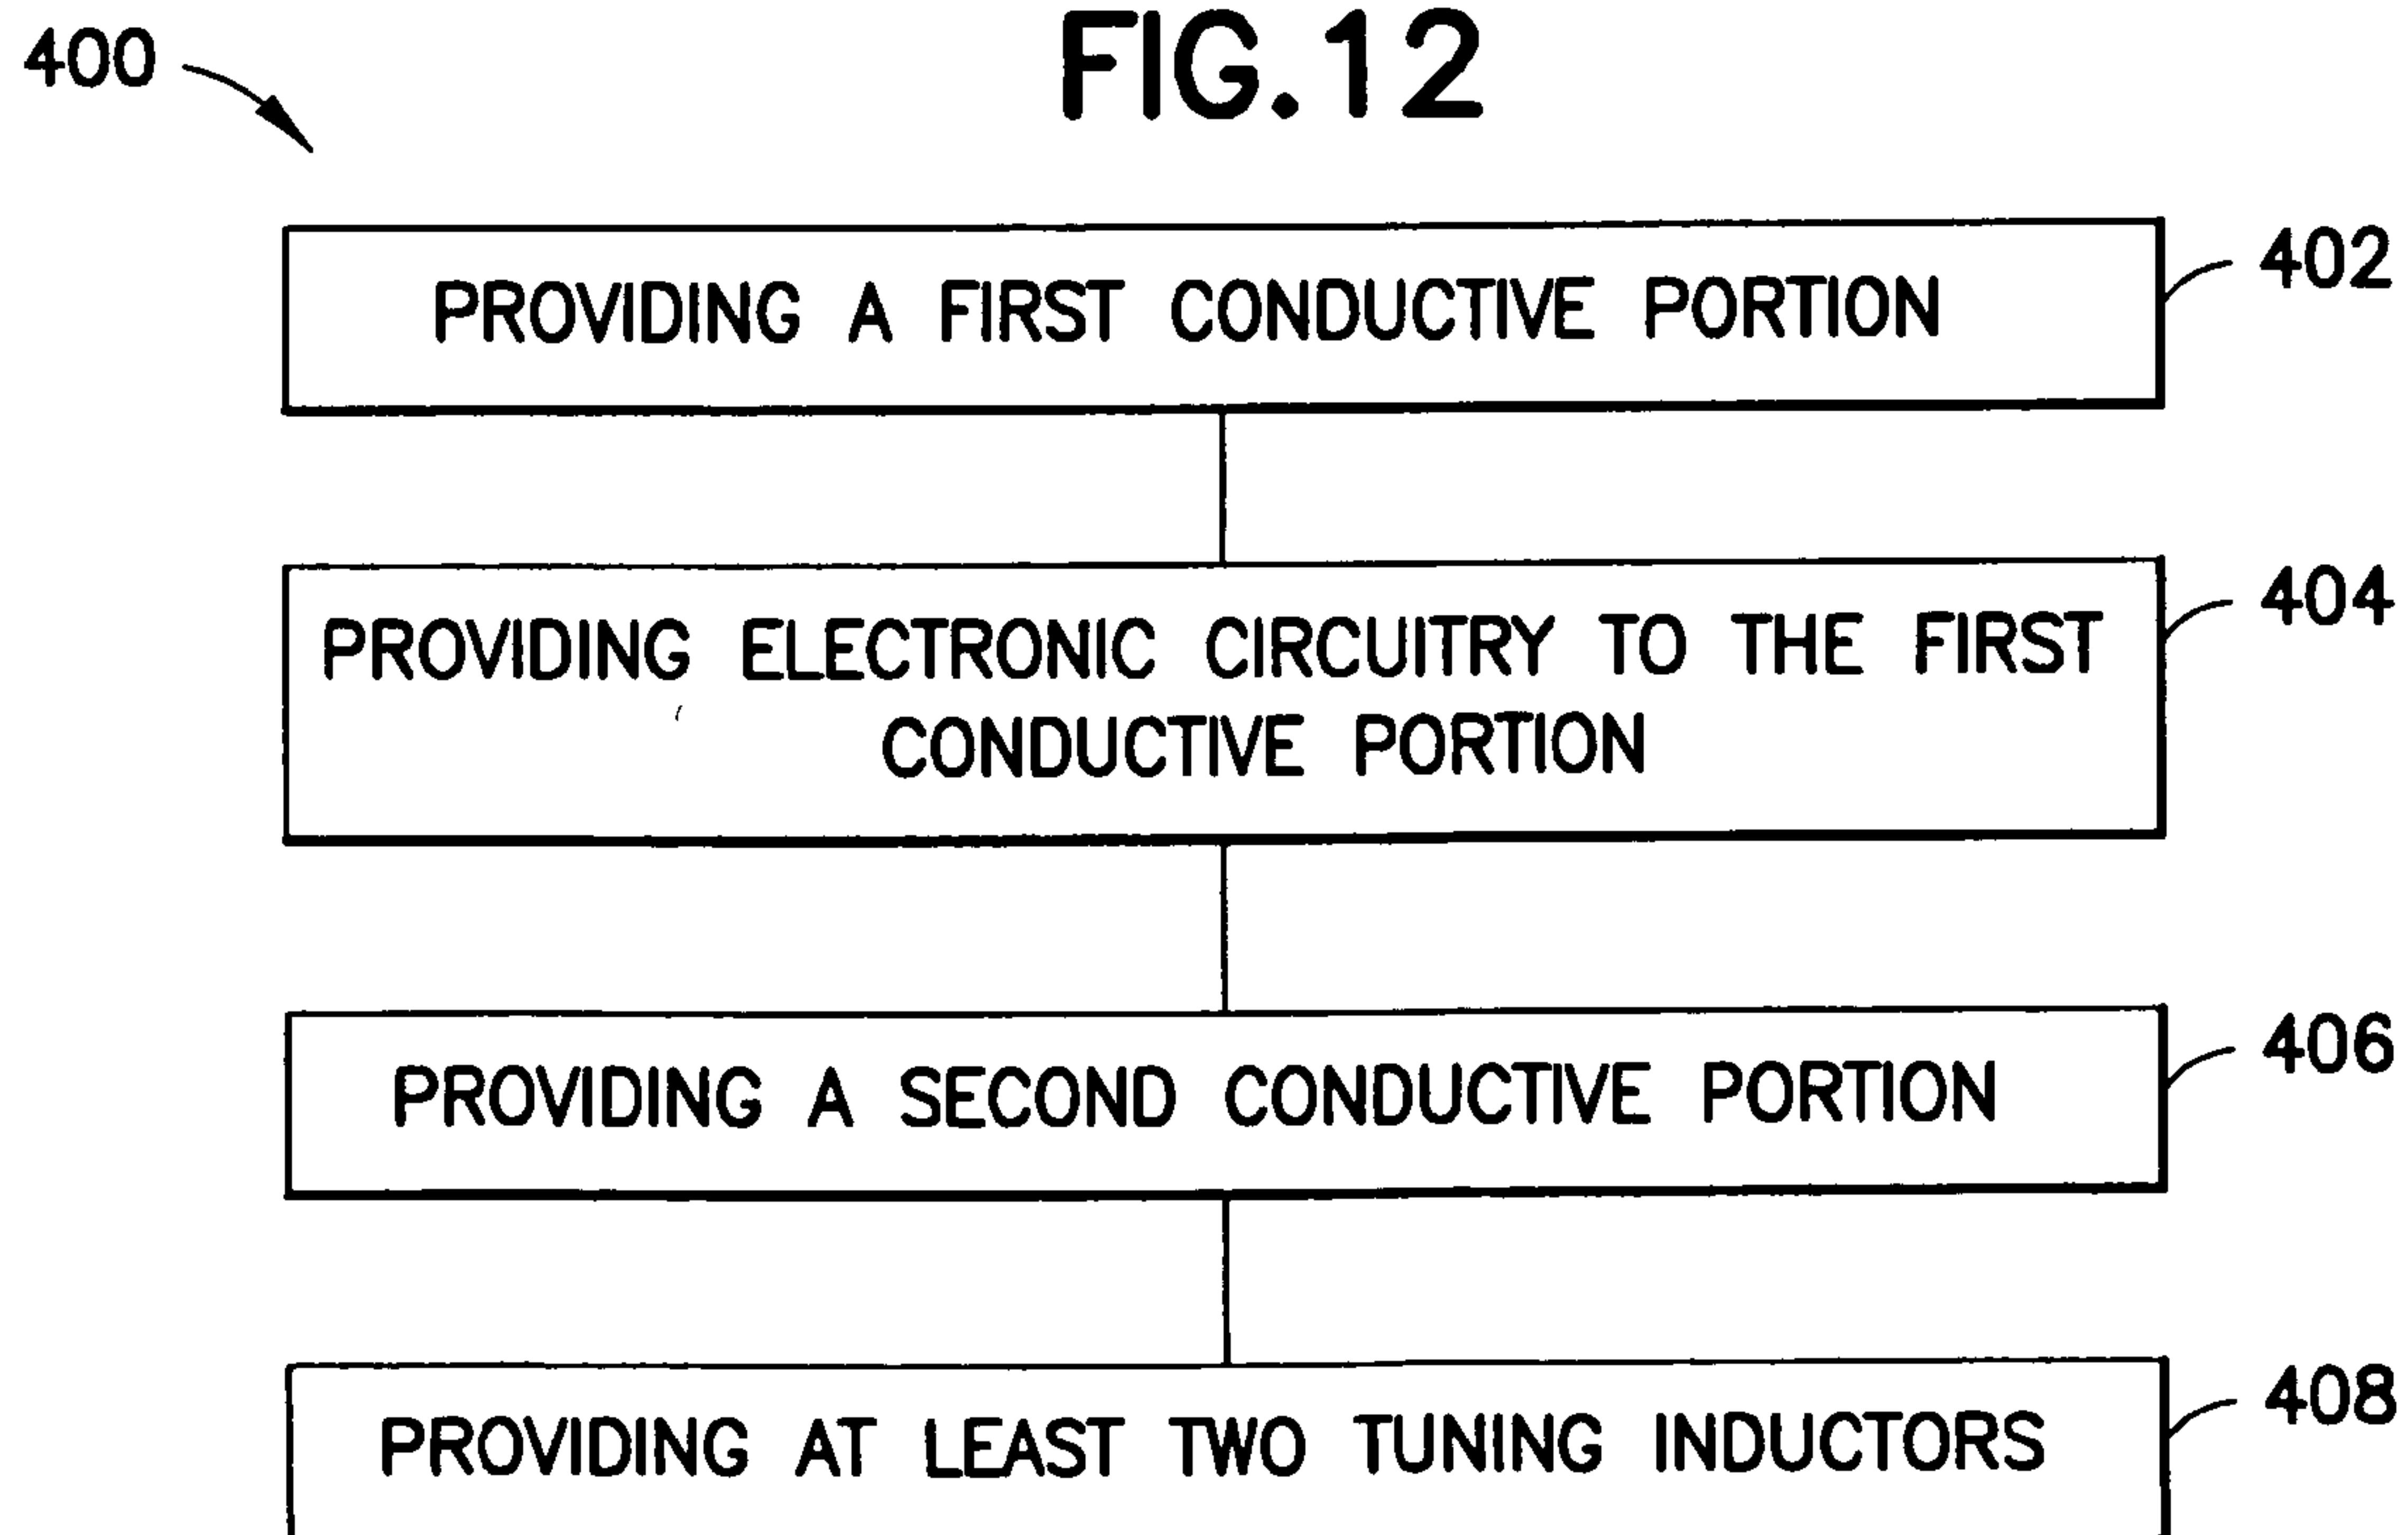 FIG.12
400
PROVIDING A FIRST CONDUCTIVE PORTION
402
PROVIDING ELECTRONIC CIRCUITRY TO THE FIRST
CONDUCTIVE PORTION
404
PROVIDING A SECOND CONDUCTIVE PORTION
406
PROVIDING AT LEAST TWO TUNING INDUCTORS
408